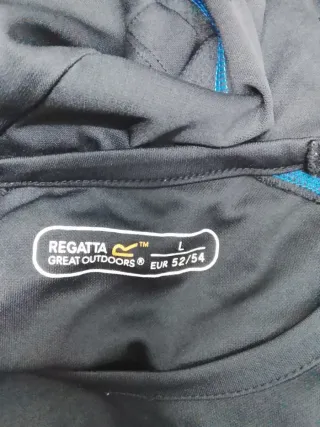 REGATTA ™ L
GREAT OUTDOORS® EUR 52/54